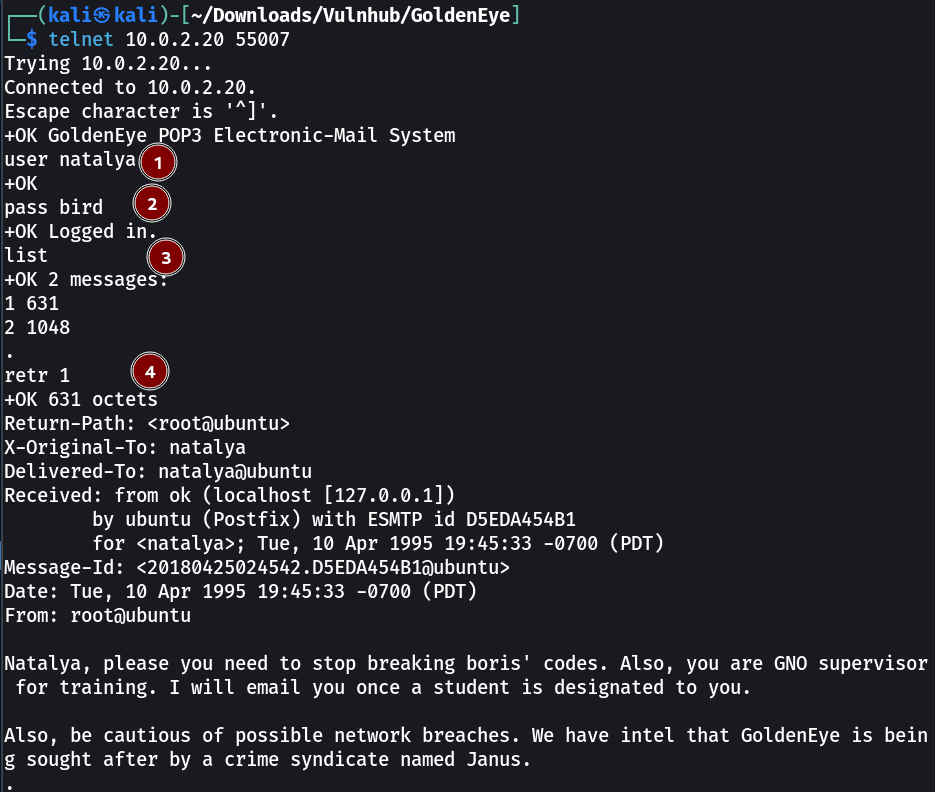 ┌──(kali㉿kali)-[~/Downloads/Vulnhub/GoldenEye]
└─$ telnet 10.0.2.20 55007
Trying 10.0.2.20...
Connected to 10.0.2.20.
Escape character is '^]'.
+OK GoldenEye POP3 Electronic-Mail System
user natalya 1
+OK
pass bird 2
+OK Logged in.
list 3
+OK 2 messages:
1 631
2 1048
.
retr 1 4
+OK 631 octets
Return-Path: <root@ubuntu>
X-Original-To: natalya
Delivered-To: natalya@ubuntu
Received: from ok (localhost [127.0.0.1])
        by ubuntu (Postfix) with ESMTP id D5EDA454B1
        for <natalya>; Tue, 10 Apr 1995 19:45:33 -0700 (PDT)
Message-Id: <20180425024542.D5EDA454B1@ubuntu>
Date: Tue, 10 Apr 1995 19:45:33 -0700 (PDT)
From: root@ubuntu

Natalya, please you need to stop breaking boris' codes. Also, you are GNO supervisor
 for training. I will email you once a student is designated to you.

Also, be cautious of possible network breaches. We have intel that GoldenEye is bein
g sought after by a crime syndicate named Janus.
.